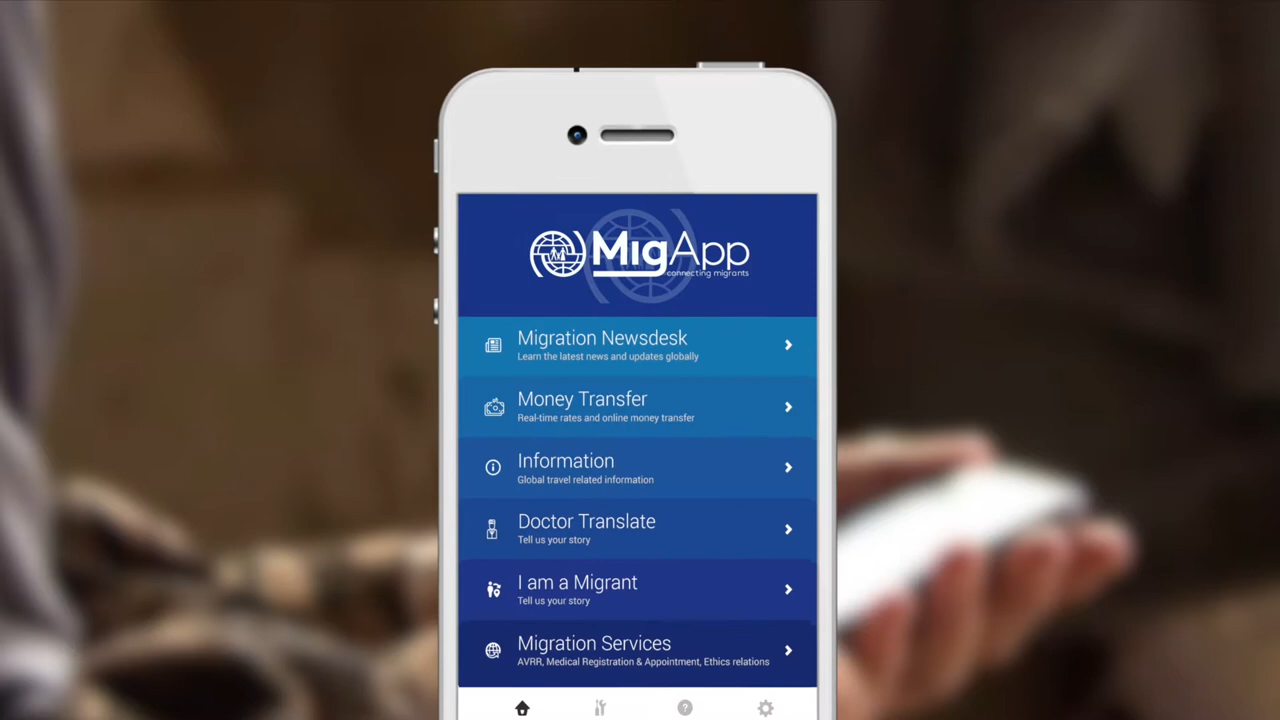 MigApp
connecting migrants
Migration Newsdesk
Learn the latest news and updates globally
Money Transfer
Real-time rates and online money transfer
Information
Global travel related information
Doctor Translate
Tell us your story
I am a Migrant
Tell us your story
Migration Services
AVRR, Medical Registration & Appointment, Ethics relations